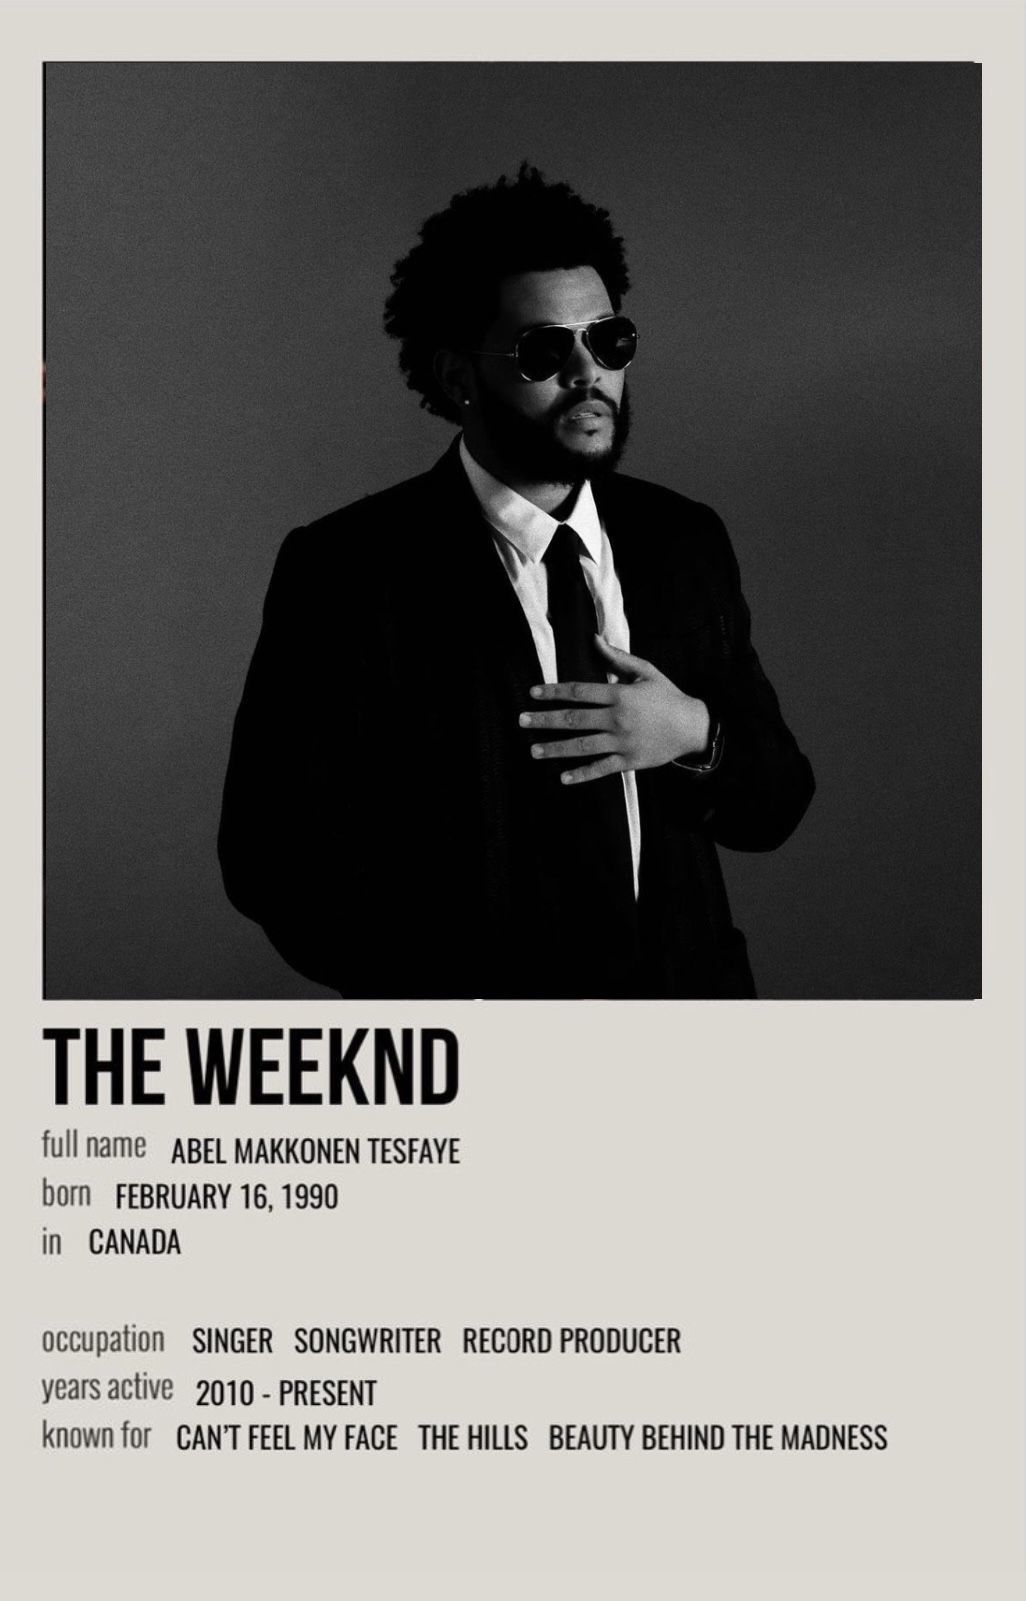 THE WEEKND
full name ABEL MAKKONEN TESFAYE
born FEBRUARY 16, 1990
in CANADA
occupation SINGER SONGWRITER RECORD PRODUCER
years active 2010 - PRESENT
known for CAN'T FEEL MY FACE THE HILLS BEAUTY BEHIND THE MADNESS